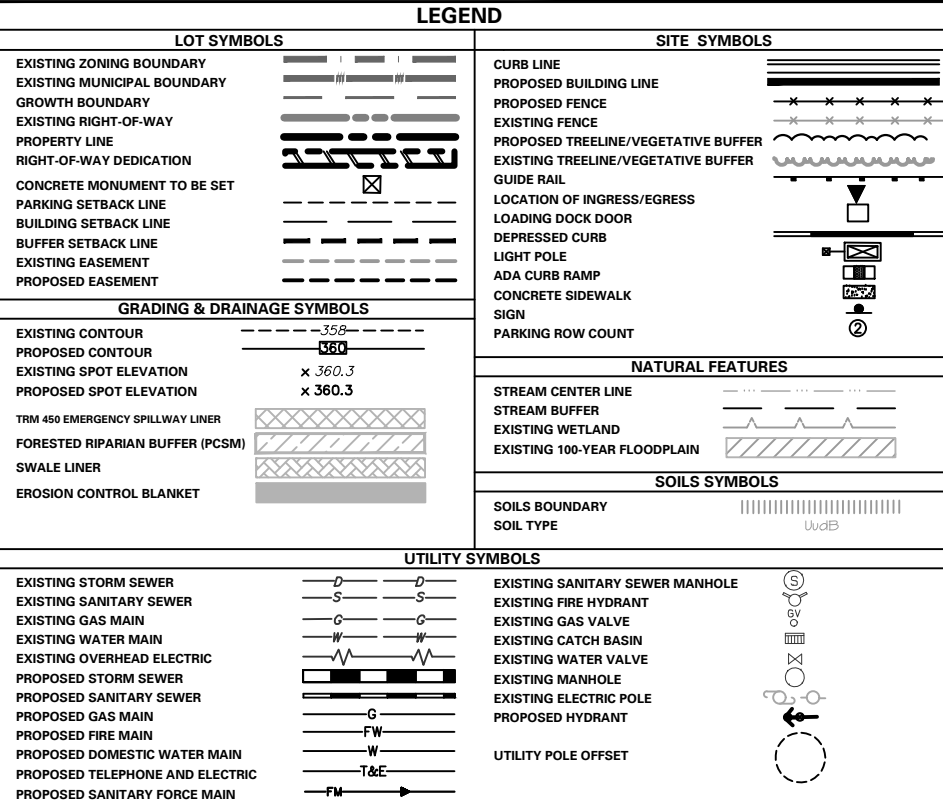 LEGEND
LOT SYMBOLS
EXISTING ZONING BOUNDARY
EXISTING MUNICIPAL BOUNDARY
GROWTH BOUNDARY
EXISTING RIGHT-OF-WAY
PROPERTY LINE
RIGHT-OF-WAY DEDICATION
CONCRETE MONUMENT TO BE SET
PARKING SETBACK LINE
BUILDING SETBACK LINE
BUFFER SETBACK LINE
EXISTING EASEMENT
PROPOSED EASEMENT
GRADING & DRAINAGE SYMBOLS
EXISTING CONTOUR 358
PROPOSED CONTOUR 360
EXISTING SPOT ELEVATION x 360.3
PROPOSED SPOT ELEVATION x 360.3
TRM 450 EMERGENCY SPILLWAY LINER
FORESTED RIPARIAN BUFFER (PCSM)
SWALE LINER
EROSION CONTROL BLANKET
SITE SYMBOLS
CURB LINE
PROPOSED BUILDING LINE
PROPOSED FENCE
EXISTING FENCE
PROPOSED TREELINE/VEGETATIVE BUFFER
EXISTING TREELINE/VEGETATIVE BUFFER
GUIDE RAIL
LOCATION OF INGRESS/EGRESS
LOADING DOCK DOOR
DEPRESSED CURB
LIGHT POLE
ADA CURB RAMP
CONCRETE SIDEWALK
SIGN
PARKING ROW COUNT 2
NATURAL FEATURES
STREAM CENTER LINE
STREAM BUFFER
EXISTING WETLAND
EXISTING 100-YEAR FLOODPLAIN
SOILS SYMBOLS
SOILS BOUNDARY
SOIL TYPE UudB
UTILITY SYMBOLS
EXISTING STORM SEWER D D
EXISTING SANITARY SEWER S S
EXISTING GAS MAIN G G
EXISTING WATER MAIN W W
EXISTING OVERHEAD ELECTRIC
PROPOSED STORM SEWER
PROPOSED SANITARY SEWER
PROPOSED GAS MAIN G
PROPOSED FIRE MAIN FW
PROPOSED DOMESTIC WATER MAIN W
PROPOSED TELEPHONE AND ELECTRIC T&E
PROPOSED SANITARY FORCE MAIN FM
EXISTING SANITARY SEWER MANHOLE S
EXISTING FIRE HYDRANT
EXISTING GAS VALVE GV
EXISTING CATCH BASIN
EXISTING WATER VALVE
EXISTING MANHOLE
EXISTING ELECTRIC POLE
PROPOSED HYDRANT
UTILITY POLE OFFSET